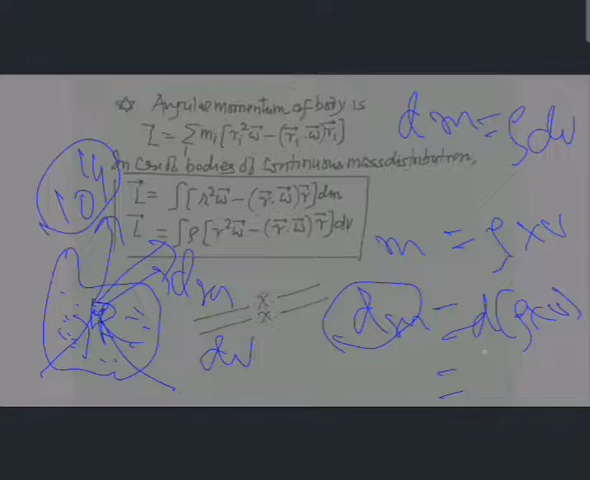 ☆ Angular momentum of body is
L⃗ = Σ mᵢ [rᵢ² ω⃗ − (r⃗ᵢ . ω⃗) r⃗ᵢ]
In case of bodies of continuous mass distribution,
L⃗ = ∫ [r² ω⃗ − (r⃗ . ω⃗) r⃗] dm
L⃗ = ∫ ρ [r² ω⃗ − (r⃗ . ω⃗) r⃗] dv
dm = ρ dv
m = ρ x v
dm = d(ρ x v)
=
dm
dv
x
x
10